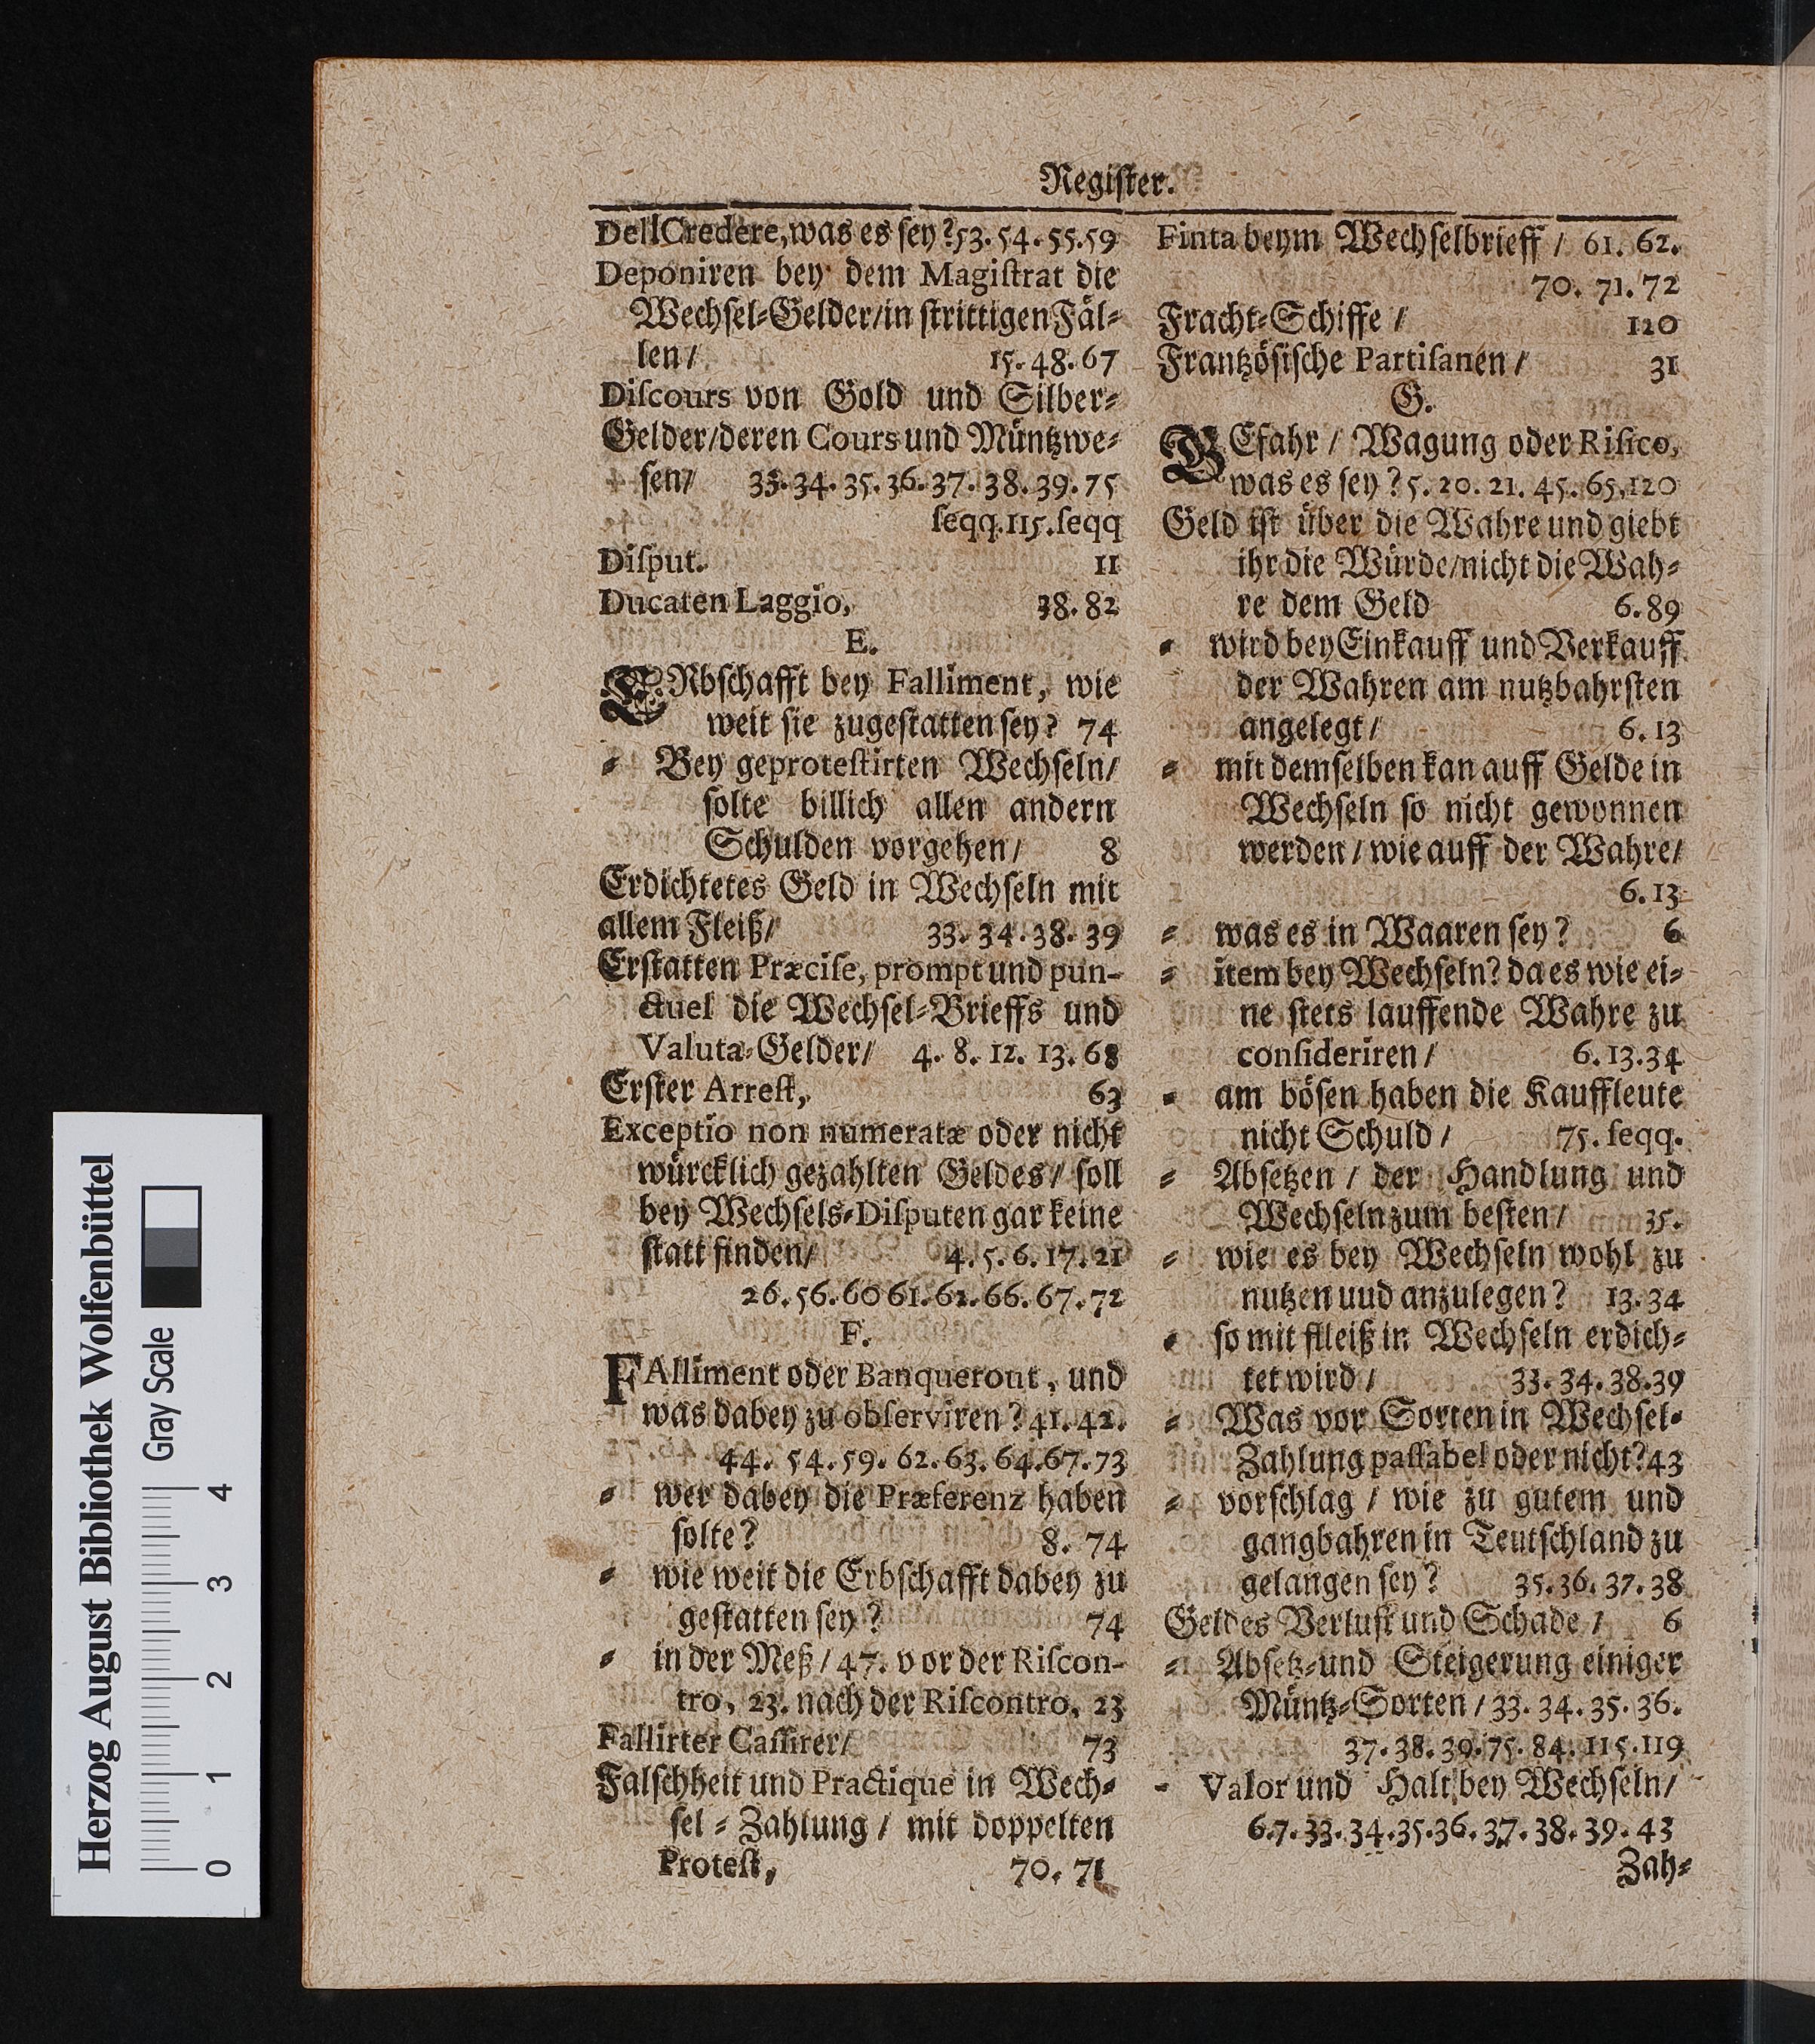 Register.
Dell Credere, was es sey? 53. 54. 55. 59
Deponiren bey dem Magistrat die
Wechsel-Gelder/ in strittigen Fäl-
len/ 15. 48. 67
Discours von Gold und Silber-
Gelder/ deren Cours und Müntzwe-
sen/ 33. 34. 35. 36. 37. 38. 39. 75
seqq. 115. seqq
Disput. 11
Ducaten Laggio, 38. 82
E.
ERbschafft bey Falliment, wie
weit sie zugestatten sey? 74
- Bey geprotestirten Wechseln/
solte billich allen andern
Schulden vorgehen/ 8
Erdichtetes Geld in Wechseln mit
allem Fleiß/ 33. 34. 38. 39
Erstatten Præcise, prompt und pun-
ctuel die Wechsel-Brieffs und
Valuta-Gelder/ 4. 8. 12. 13. 68
Erster Arrest, 63
Exceptio non numeratæ oder nicht
würcklich gezahlten Geldes/ soll
bey Wechsels-Disputen gar keine
statt finden/ 4. 5. 6. 17. 21
26. 56. 60 61. 62. 66. 67. 72
F.
FAlliment oder Banquerout, und
was dabey zu observiren? 41. 42.
44. 54. 59. 62. 63. 64. 67. 73
- wer dabey die Præferenz haben
solte? 8. 74
- wie weit die Erbschafft dabey zu
gestatten sey? 74
- in der Meß/ 47. vor der Riscon-
tro, 23. nach der Riscontro, 23
Fallirter Cassirer/ 73
Falschheit und Practique in Wech-
sel-Zahlung/ mit doppelten
Protest, 70. 71
Finta beym Wechselbrieff/ 61. 62.
70. 71. 72
Fracht-Schiffe/ 120
Frantzösische Partisanen/ 31
G.
GEfahr/ Wagung oder Risico,
was es sey? 5. 20. 21. 45. 65, 120
Geld ist über die Wahre und giebt
ihr die Würde/ nicht die Wah-
re dem Geld 6. 89
- wird bey Einkauff und Verkauff
der Wahren am nutzbahrsten
angelegt/ 6. 13
- mit demselben kan auff Gelde in
Wechseln so nicht gewonnen
werden/ wie auff der Wahre/
6. 13
- was es in Waaren sey? 6
- item bey Wechseln? da es wie ei-
ne stets lauffende Wahre zu
consideriren/ 6. 13. 34
- am bösen haben die Kauffleute
nicht Schuld/ 75. seqq.
- Absetzen/ der Handlung und
Wechseln zum besten/ 35.
- wie es bey Wechseln wohl zu
nutzen uud anzulegen? 13. 34
- so mit flleiß in Wechseln erdich-
tet wird/ 33. 34. 38. 39
- Was vor Sorten in Wechsel-
Zahlung passabel oder nicht? 43
- vorschlag/ wie zu gutem und
gangbahren in Teutschland zu
gelangen sey? 35. 36. 37. 38
Geldes Verlust und Schade/ 6
- Absetz- und Steigerung einiger
Müntz-Sorten/ 33. 34. 35. 36.
37. 38. 39. 75. 84. 115. 119
- Valor und Halt bey Wechseln/
6. 7. 33. 34. 35. 36. 37. 38. 39. 43
Zah-
Herzog August Bibliothek Wolfenbüttel
Gray Scale
0 1 2 3 4